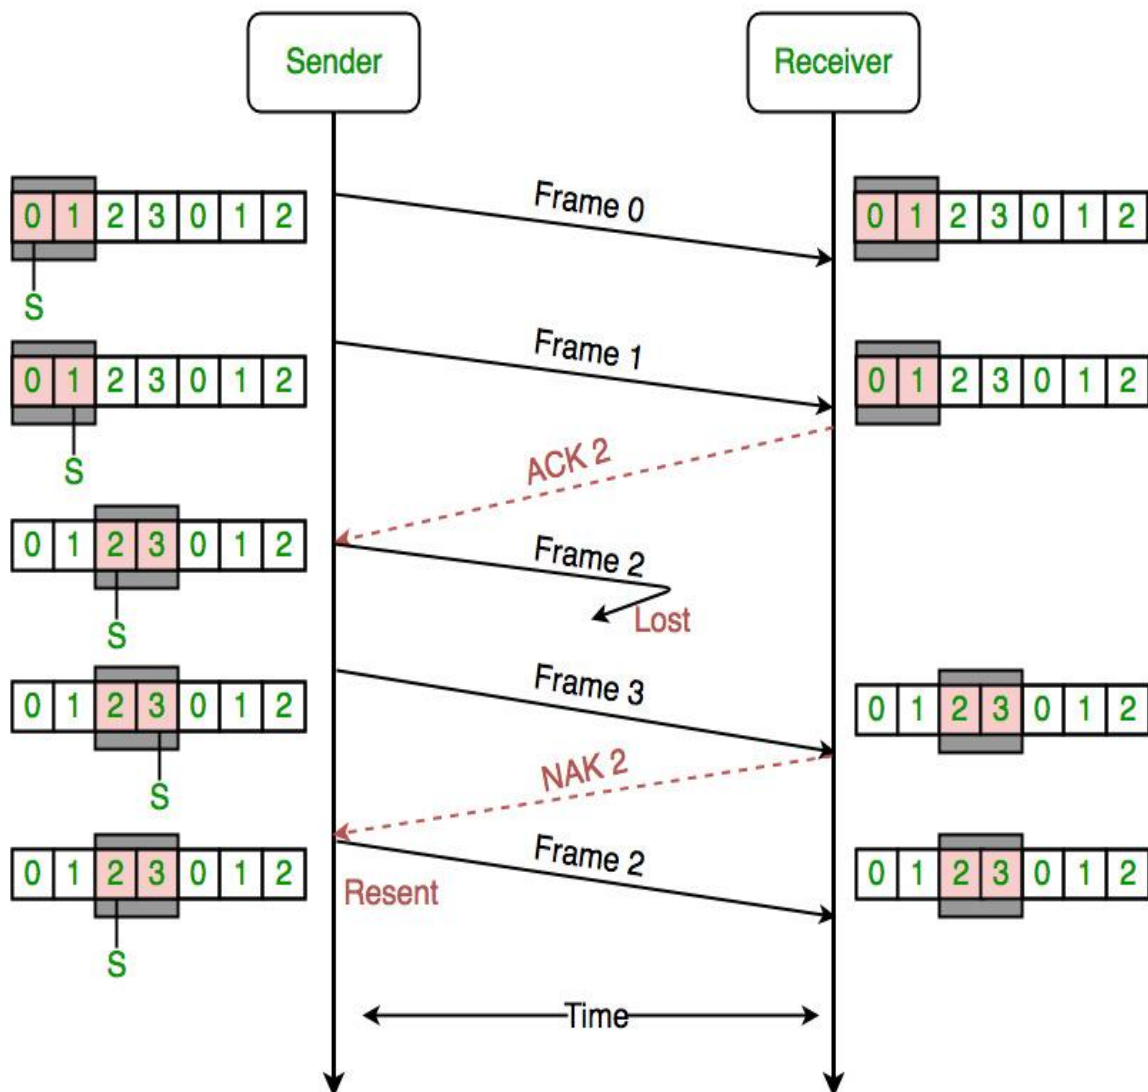 Sender
Receiver
0 1 2 3 0 1 2
Frame 0
0 1 2 3 0 1 2
S
0 1 2 3 0 1 2
Frame 1
0 1 2 3 0 1 2
S
ACK 2
0 1 2 3 0 1 2
Frame 2
S
Lost
0 1 2 3 0 1 2
Frame 3
0 1 2 3 0 1 2
S
NAK 2
0 1 2 3 0 1 2
Frame 2
0 1 2 3 0 1 2
Resent
S
Time